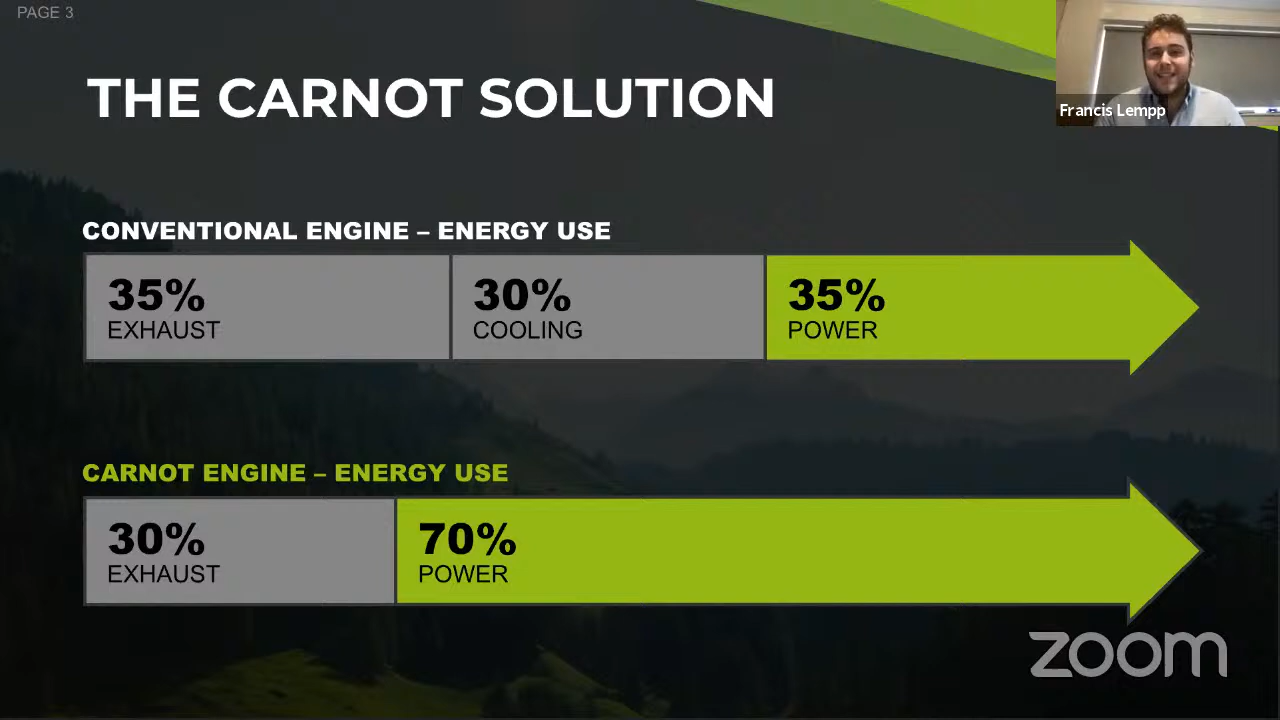 PAGE 3
THE CARNOT SOLUTION
Francis Lempp
CONVENTIONAL ENGINE – ENERGY USE
35%
EXHAUST
30%
COOLING
35%
POWER
CARNOT ENGINE – ENERGY USE
30%
EXHAUST
70%
POWER
zoom